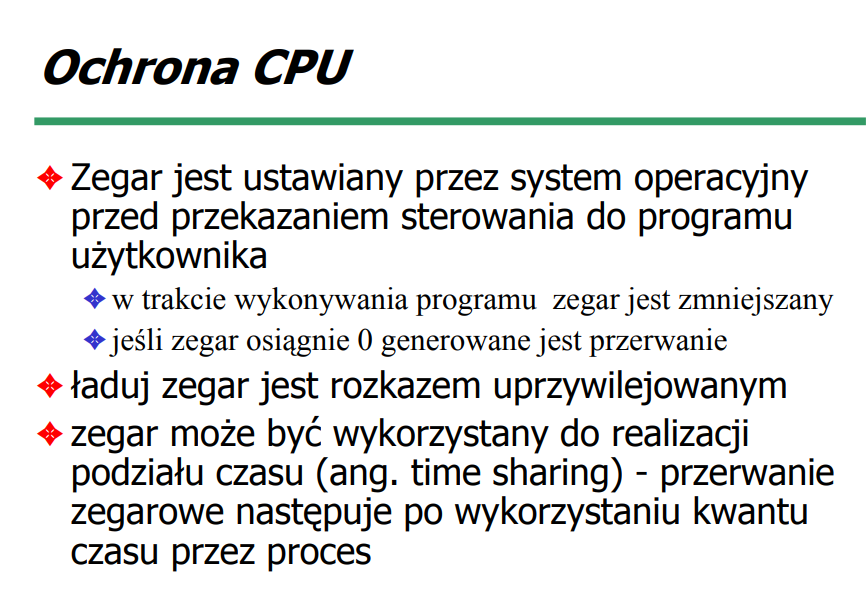 Ochrona CPU
Zegar jest ustawiany przez system operacyjny
przed przekazaniem sterowania do programu
użytkownika
w trakcie wykonywania programu zegar jest zmniejszany
jeśli zegar osiągnie 0 generowane jest przerwanie
ładuj zegar jest rozkazem uprzywilejowanym
zegar może być wykorzystany do realizacji
podziału czasu (ang. time sharing) - przerwanie
zegarowe następuje po wykorzystaniu kwantu
czasu przez proces